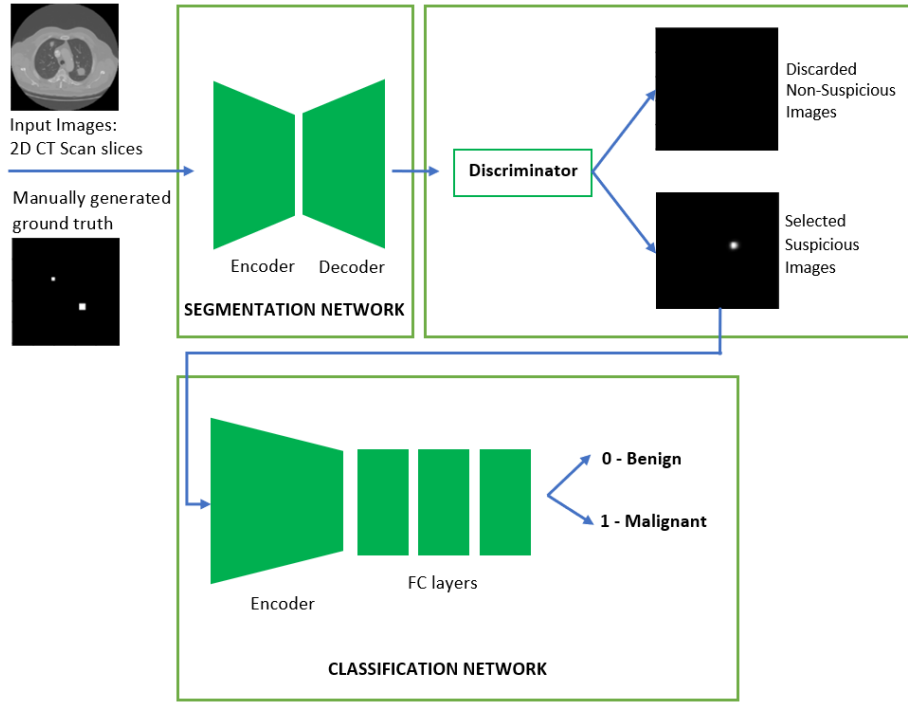 Input Images:
2D CT Scan slices
Manually generated
ground truth
Encoder
Decoder
SEGMENTATION NETWORK
Discriminator
Discarded
Non-Suspicious
Images
Selected
Suspicious
Images
Encoder
FC layers
0 - Benign
1 - Malignant
CLASSIFICATION NETWORK